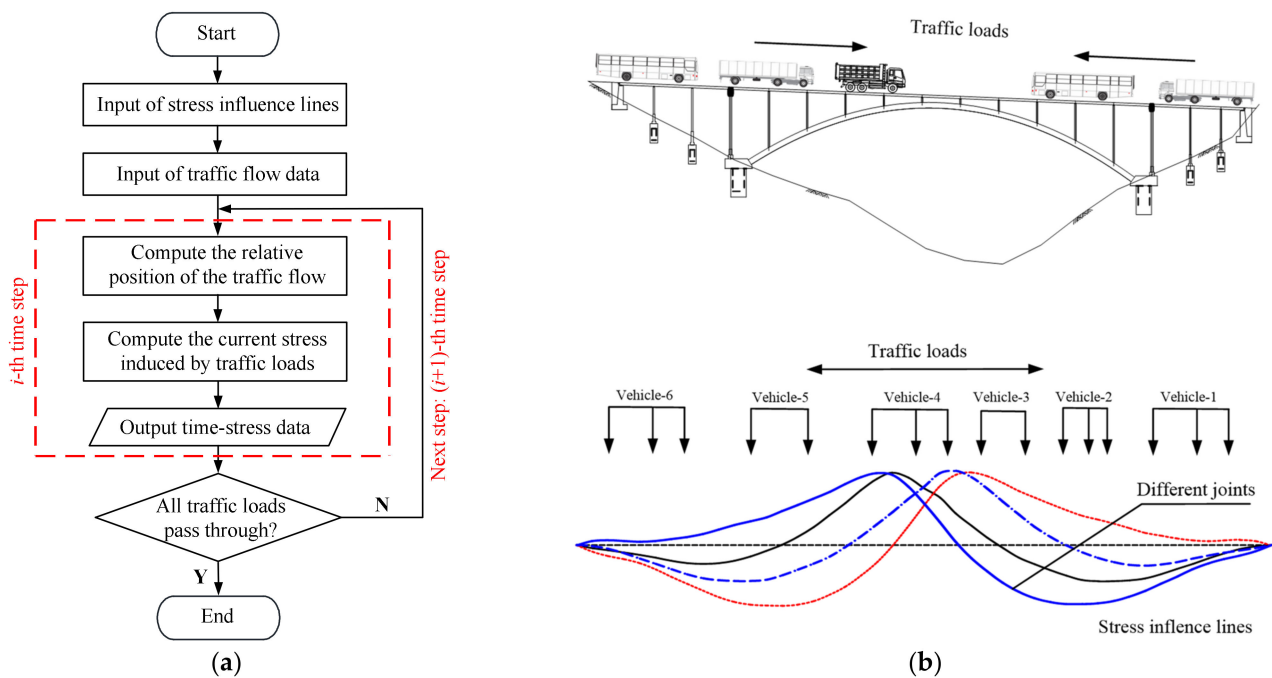 Start
Input of stress influence lines
Input of traffic flow data
Compute the relative
position of the traffic flow
Compute the current stress
induced by traffic loads
Output time-stress data
All traffic loads
pass through?
N
Y
End
i-th time step
Next step: (i+1)-th time step
(a)
Traffic loads
Traffic loads
Vehicle-6
Vehicle-5
Vehicle-4
Vehicle-3
Vehicle-2
Vehicle-1
Different joints
Stress inflence lines
(b)